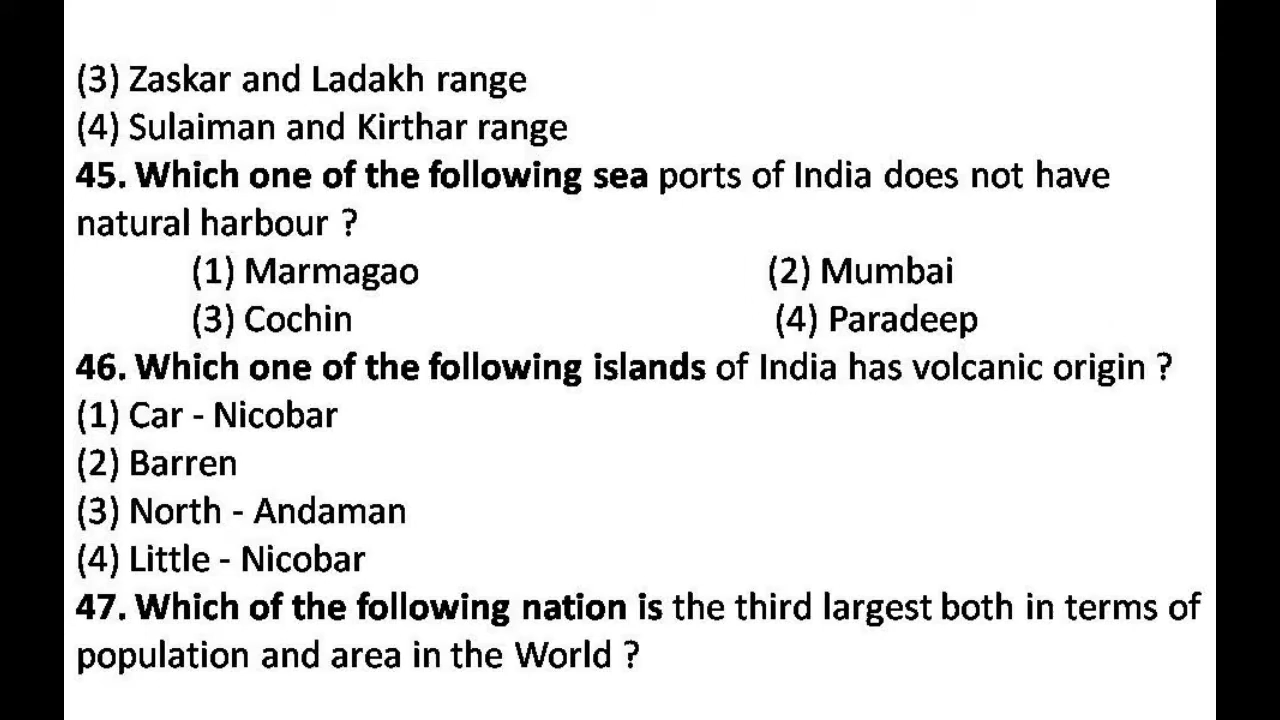 (3) Zaskar and Ladakh range
(4) Sulaiman and Kirthar range
45. Which one of the following sea ports of India does not have
natural harbour ?
(1) Marmagao (2) Mumbai
(3) Cochin (4) Paradeep
46. Which one of the following islands of India has volcanic origin ?
(1) Car - Nicobar
(2) Barren
(3) North - Andaman
(4) Little - Nicobar
47. Which of the following nation is the third largest both in terms of
population and area in the World ?